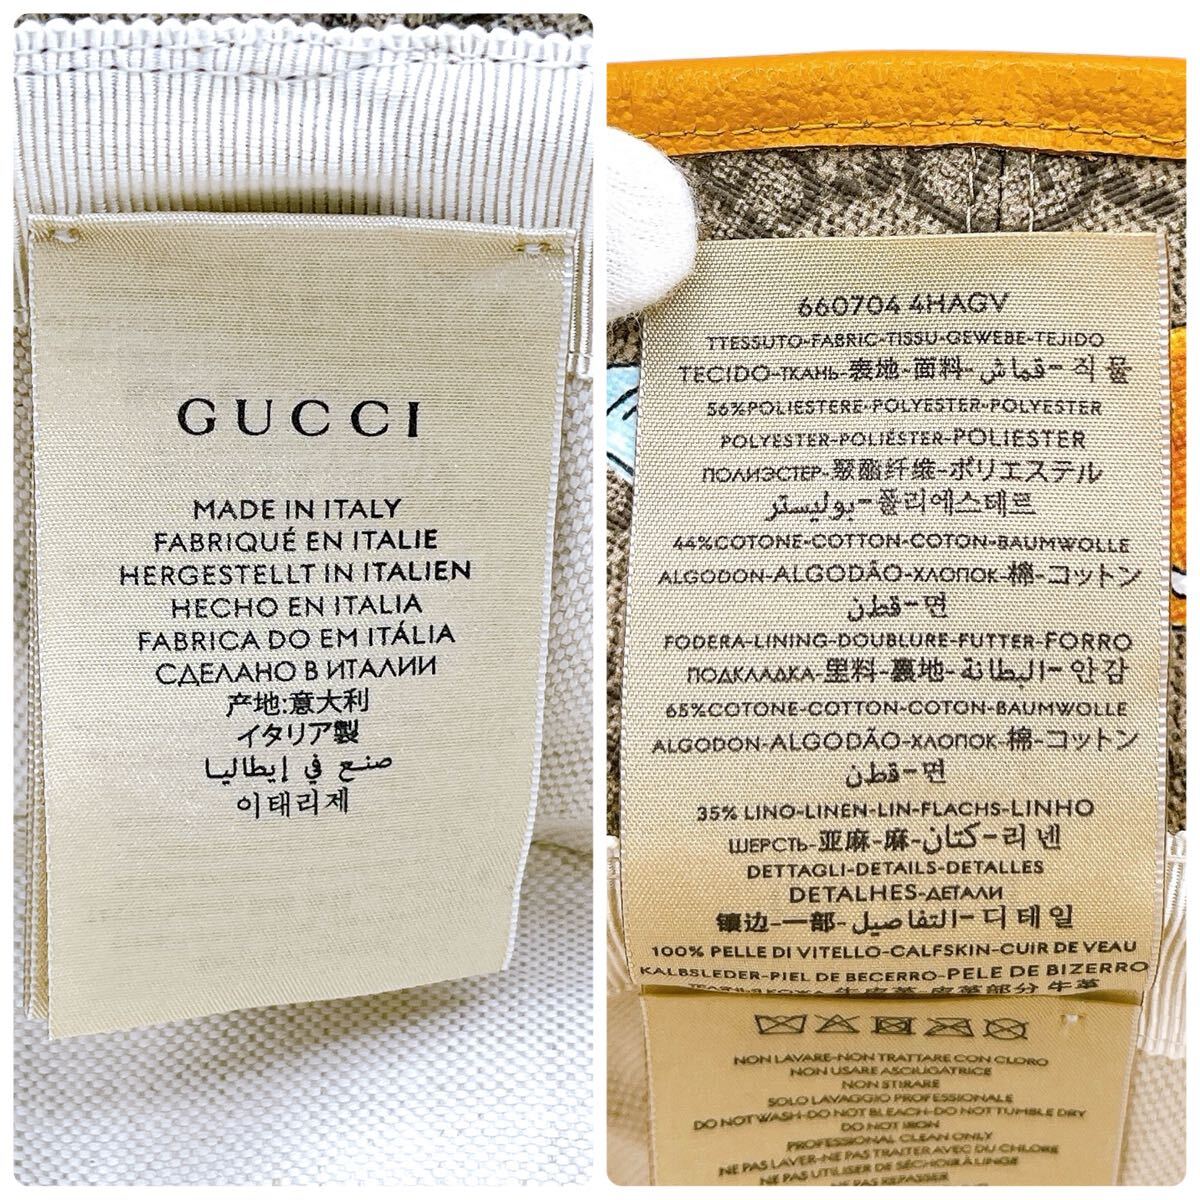 GUCCI
MADE IN ITALY
FABRIQUÉ EN ITALIE
HERGESTELLT IN ITALIEN
HECHO EN ITALIA
FABRICA DO EM ITÁLIA
СДЕЛАНО В ИТАЛИИ
产地:意大利
イタリア製
صنع في إيطاليا
이태리제
660704 4HAGV
TTESSUTO-FABRIC-TISSU-GEWEBE-TEJIDO
TECIDO-ТКАНЬ-表地-面料-قماش-직물
56%POLIESTERE-POLYESTER-POLYESTER
POLYESTER-POLIÉSTER-POLIESTER
ПОЛИЭСТЕР-聚酯纤维-ポリエステル
بوليستر-폴리에스테르
44%COTONE-COTTON-COTON-BAUMWOLLE
ALGODON-ALGODÃO-ХЛОПОК-棉-コットン
قطن-면
FODERA-LINING-DOUBLURE-FUTTER-FORRO
ПОДКЛАДКА-里料-裏地-البطانة-안감
65%COTONE-COTTON-COTON-BAUMWOLLE
ALGODON-ALGODÃO-ХЛОПОК-棉-コットン
قطن-면
35% LINO-LINEN-LIN-FLACHS-LINHO
ШЕРСТЬ-亚麻-麻-كتان-리넨
DETTAGLI-DETAILS-DETALLES
DETALHES-ДЕТАЛИ
镶边-一部-التفاصيل-디테일
100% PELLE DI VITELLO-CALFSKIN-CUIR DE VEAU
KALBSLEDER-PIEL DE BECERRO-PELE DE BIZERRO
牛皮革-皮革部分 牛革
NON LAVARE-NON TRATTARE CON CLORO
NON USARE ASCIUGATRICE
NON STIRARE
SOLO LAVAGGIO PROFESSIONALE
DO NOT WASH-DO NOT BLEACH-DO NOT TUMBLE DRY
DO NOT IRON
PROFESSIONAL CLEAN ONLY
NE PAS LAVER-NE PAS TRAITER AVEC DU CHLORE
NE PAS UTILISER DE SÉCHOIR À LINGE
NE PAS REPASSER